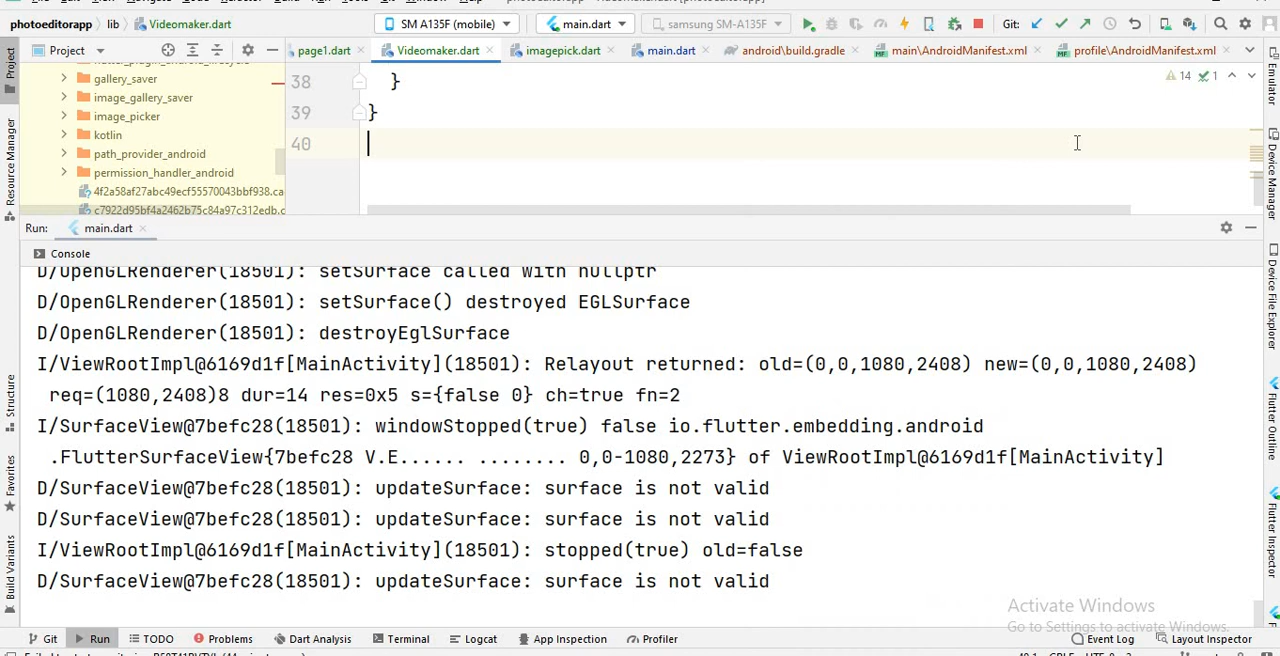 photoeditorapp > lib > Videomaker.dart
SM A135F (mobile)
main.dart
samsung SM-A135F
Git:
Project
page1.dart
Videomaker.dart
imagepick.dart
main.dart
android\build.gradle
main\AndroidManifest.xml
profile\AndroidManifest.xml
gallery_saver
image_gallery_saver
image_picker
kotlin
path_provider_android
permission_handler_android
4f2a58af27abc49ecf55570043bbf938.ca
c7922d95bf4a2462b75c84a97c312edb.c
38 }
39 }
40
14 1
Project
Resource Manager
Structure
Favorites
Build Variants
Emulator
Device Manager
Device File Explorer
Flutter Outline
Flutter Inspector
Run: main.dart
Console
D/OpenGLRenderer(18501): setSurface called with nullptr
D/OpenGLRenderer(18501): setSurface() destroyed EGLSurface
D/OpenGLRenderer(18501): destroyEglSurface
I/ViewRootImpl@6169d1f[MainActivity](18501): Relayout returned: old=(0,0,1080,2408) new=(0,0,1080,2408)
req=(1080,2408)8 dur=14 res=0x5 s={false 0} ch=true fn=2
I/SurfaceView@7befc28(18501): windowStopped(true) false io.flutter.embedding.android
.FlutterSurfaceView{7befc28 V.E...... ........ 0,0-1080,2273} of ViewRootImpl@6169d1f[MainActivity]
D/SurfaceView@7befc28(18501): updateSurface: surface is not valid
D/SurfaceView@7befc28(18501): updateSurface: surface is not valid
I/ViewRootImpl@6169d1f[MainActivity](18501): stopped(true) old=false
D/SurfaceView@7befc28(18501): updateSurface: surface is not valid
Activate Windows
Go to Settings to activate Windows.
Git
Run
TODO
Problems
Dart Analysis
Terminal
Logcat
App Inspection
Profiler
Event Log
Layout Inspector